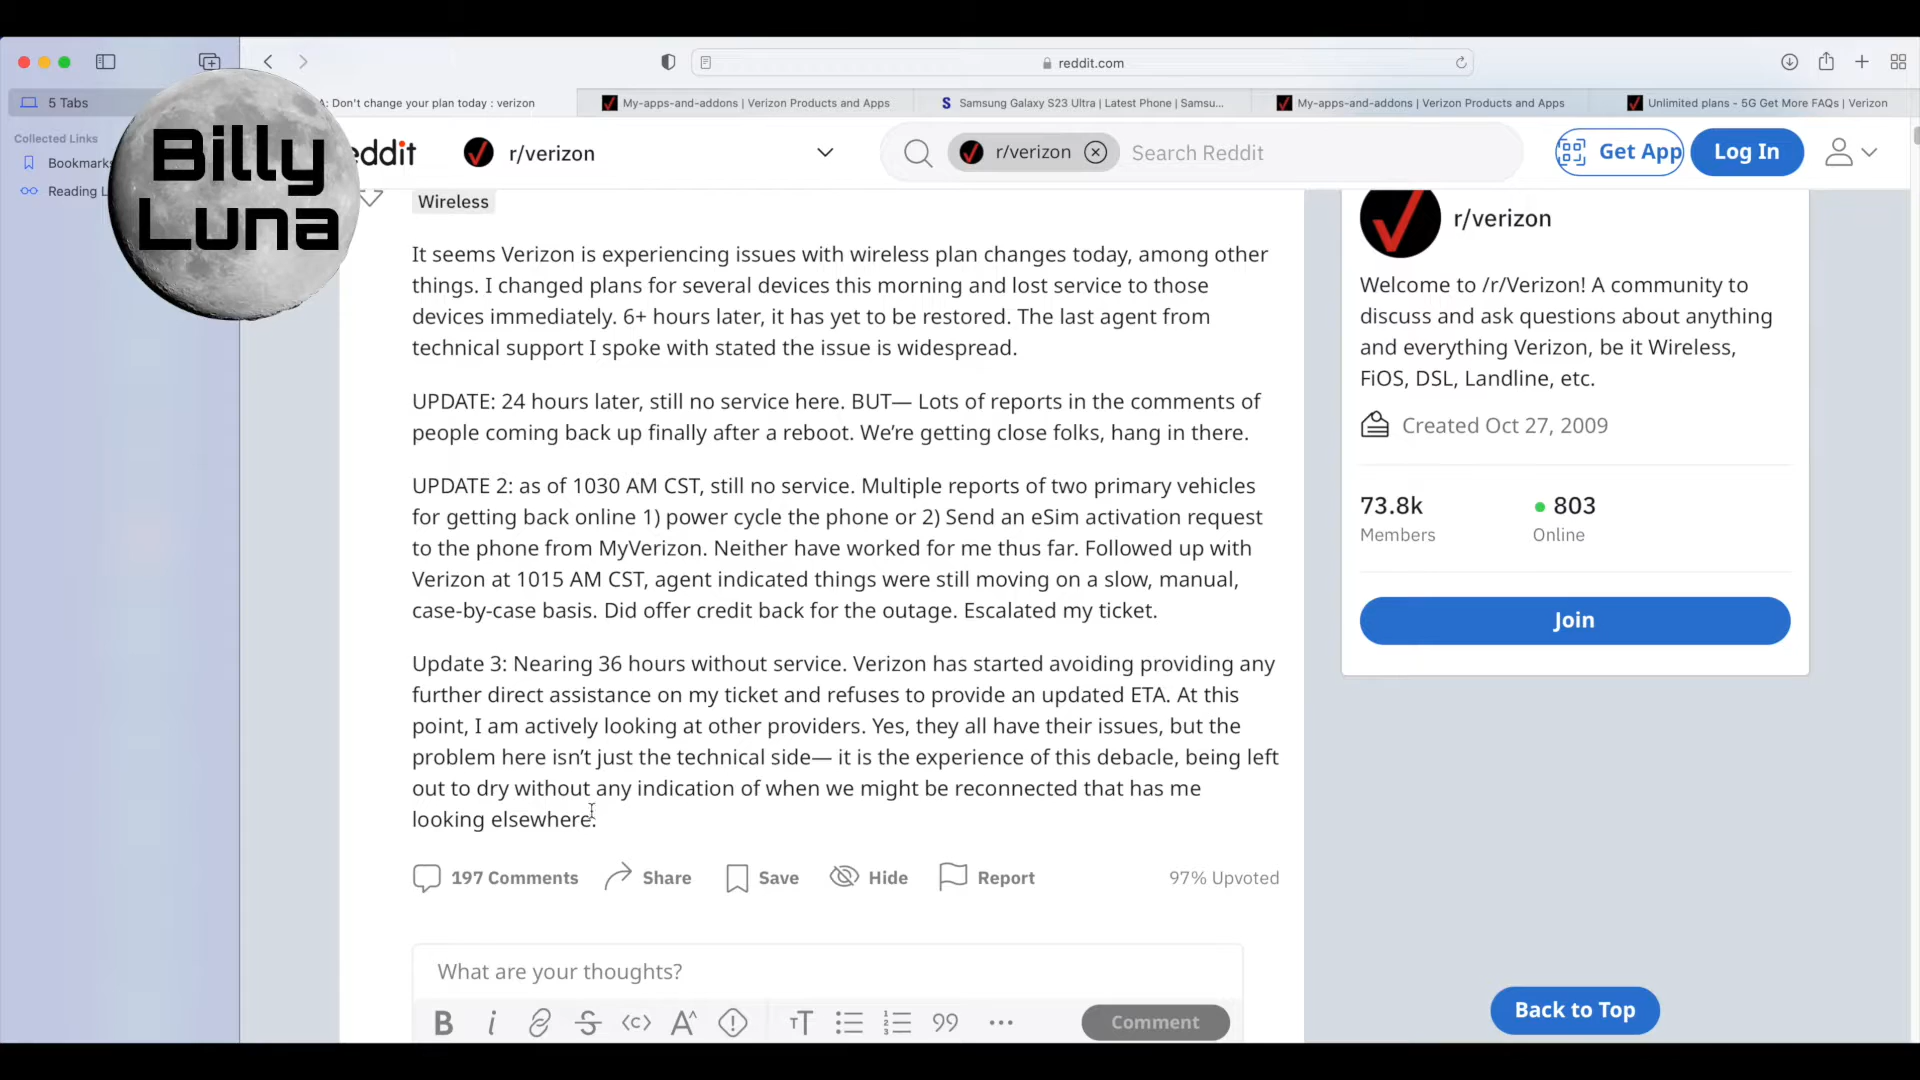 reddit.com
5 Tabs
A: Don't change your plan today : verizon
My-apps-and-addons | Verizon Products and Apps
Samsung Galaxy S23 Ultra | Latest Phone | Samsu...
My-apps-and-addons | Verizon Products and Apps
Unlimited plans - 5G Get More FAQs | Verizon
Collected Links
Bookmarks
Reading L
Billy
Luna
eddit
r/verizon
r/verizon
Search Reddit
Get App
Log In
Wireless
It seems Verizon is experiencing issues with wireless plan changes today, among other
things. I changed plans for several devices this morning and lost service to those
devices immediately. 6+ hours later, it has yet to be restored. The last agent from
technical support I spoke with stated the issue is widespread.
UPDATE: 24 hours later, still no service here. BUT— Lots of reports in the comments of
people coming back up finally after a reboot. We’re getting close folks, hang in there.
UPDATE 2: as of 1030 AM CST, still no service. Multiple reports of two primary vehicles
for getting back online 1) power cycle the phone or 2) Send an eSim activation request
to the phone from MyVerizon. Neither have worked for me thus far. Followed up with
Verizon at 1015 AM CST, agent indicated things were still moving on a slow, manual,
case-by-case basis. Did offer credit back for the outage. Escalated my ticket.
Update 3: Nearing 36 hours without service. Verizon has started avoiding providing any
further direct assistance on my ticket and refuses to provide an updated ETA. At this
point, I am actively looking at other providers. Yes, they all have their issues, but the
problem here isn’t just the technical side— it is the experience of this debacle, being left
out to dry without any indication of when we might be reconnected that has me
looking elsewhere.
197 Comments
Share
Save
Hide
Report
97% Upvoted
What are your thoughts?
Comment
r/verizon
Welcome to /r/Verizon! A community to
discuss and ask questions about anything
and everything Verizon, be it Wireless,
FiOS, DSL, Landline, etc.
Created Oct 27, 2009
73.8k
Members
803
Online
Join
Back to Top